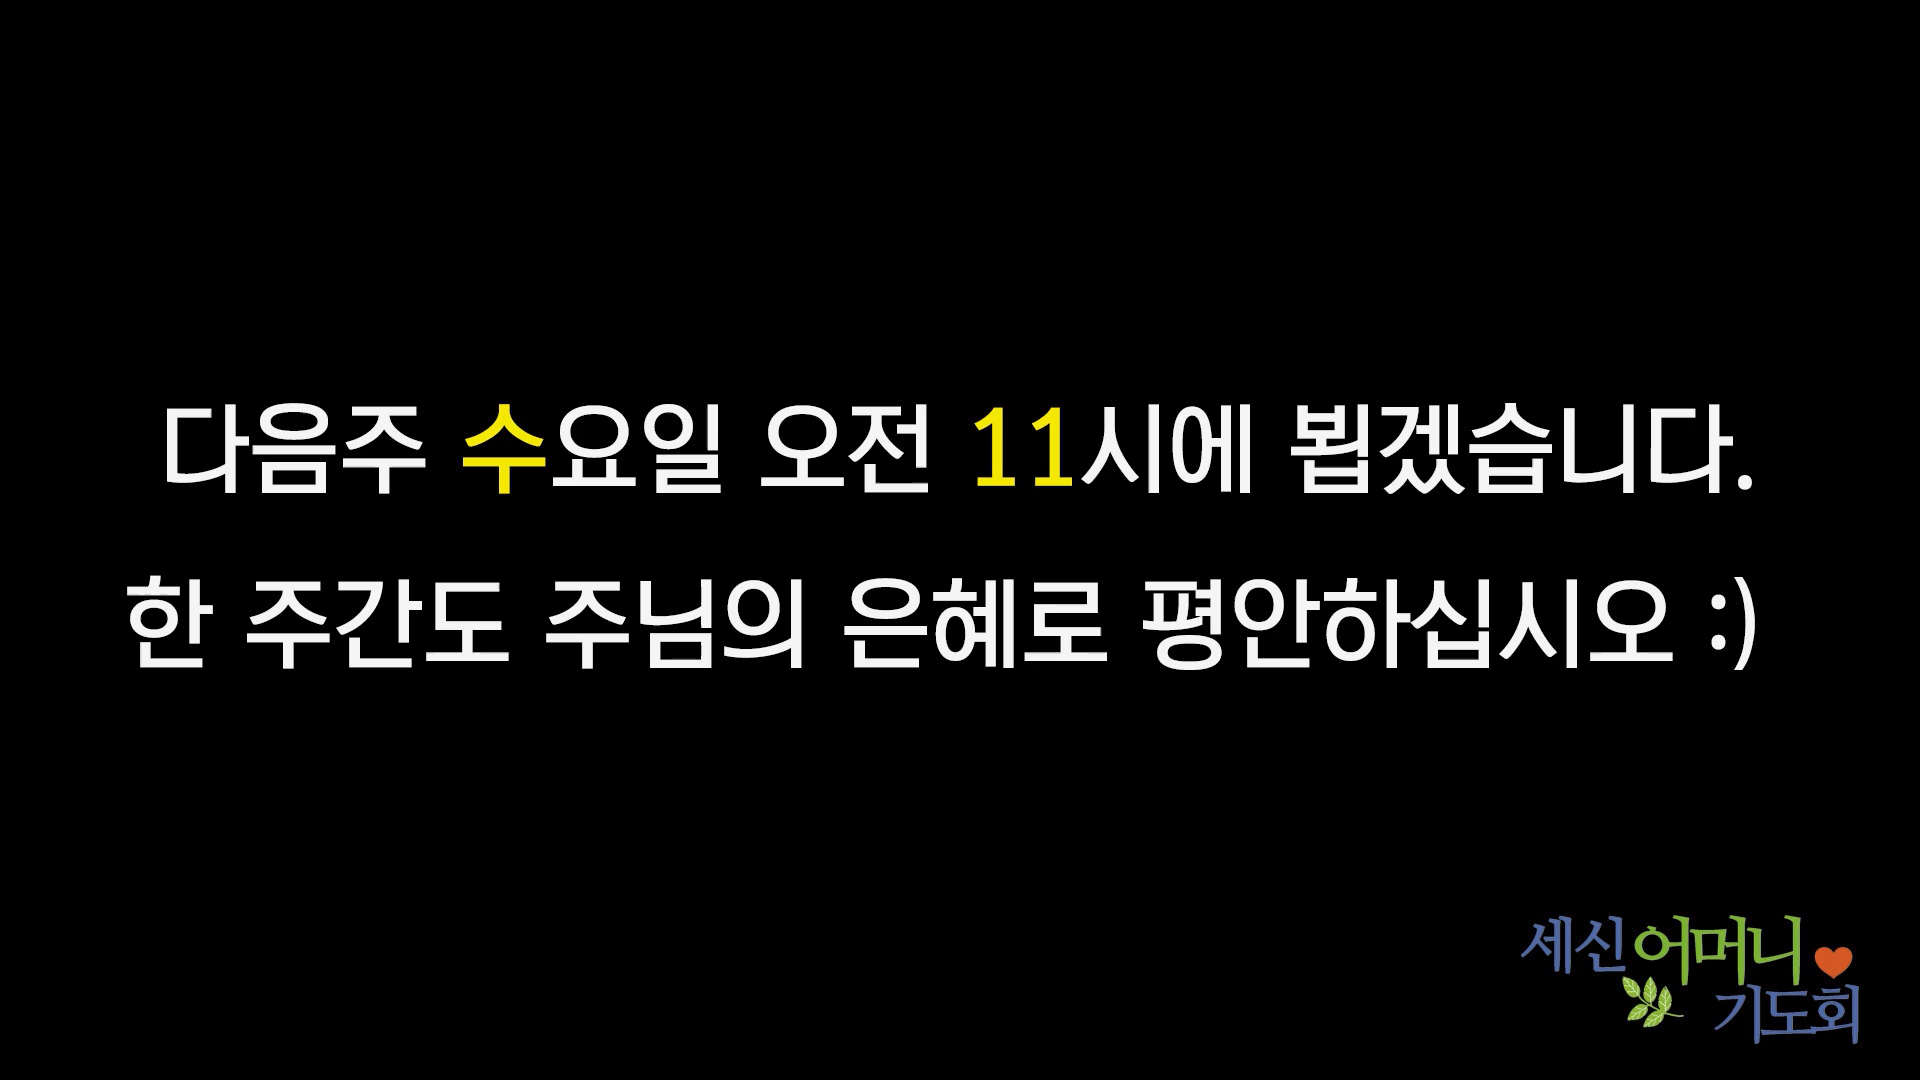 다음주 수요일 오전 11시에 뵙겠습니다.
한 주간도 주님의 은혜로 평안하십시오 :)
세신 어머니
기도회